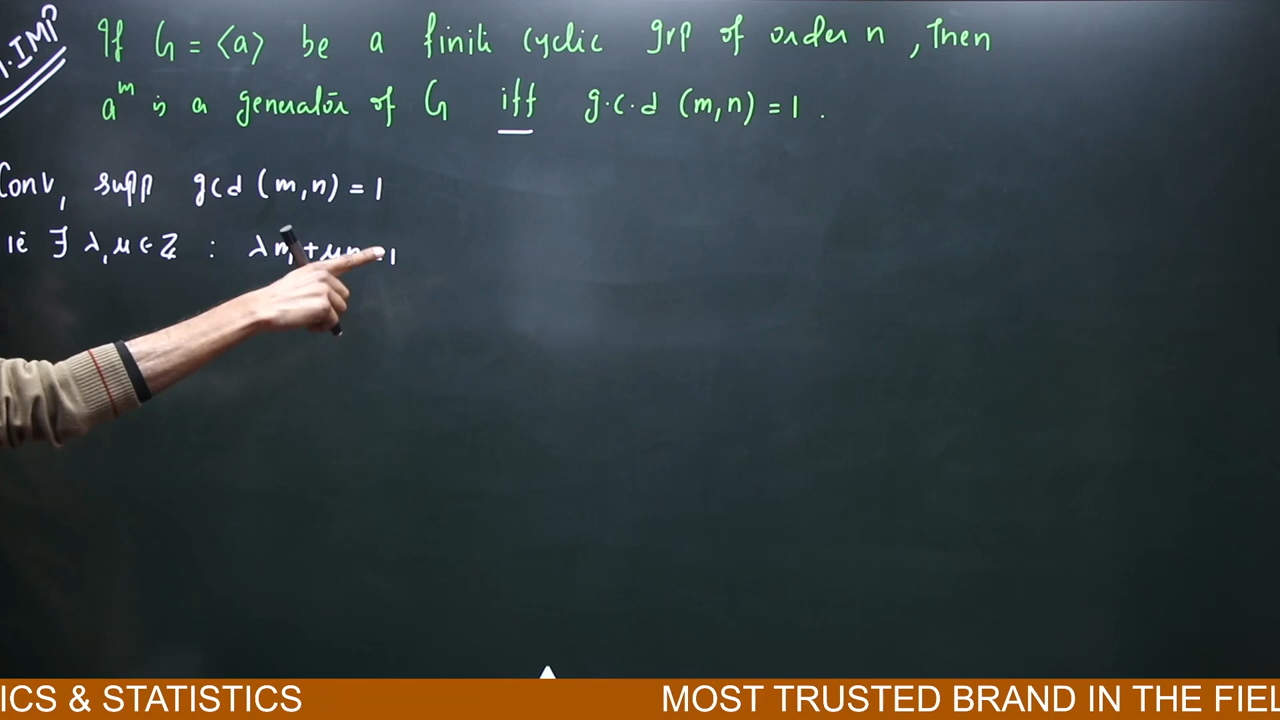 .IMP
If G = <a> be a finite cyclic grp of order n , Then
a^m is a generator of G iff g.c.d (m,n) = 1 .
Conv, supp gcd (m,n) = 1
ie ∃ λ, μ ∈ ℤ : λm + μn = 1
ICS & STATISTICS MOST TRUSTED BRAND IN THE FIEL